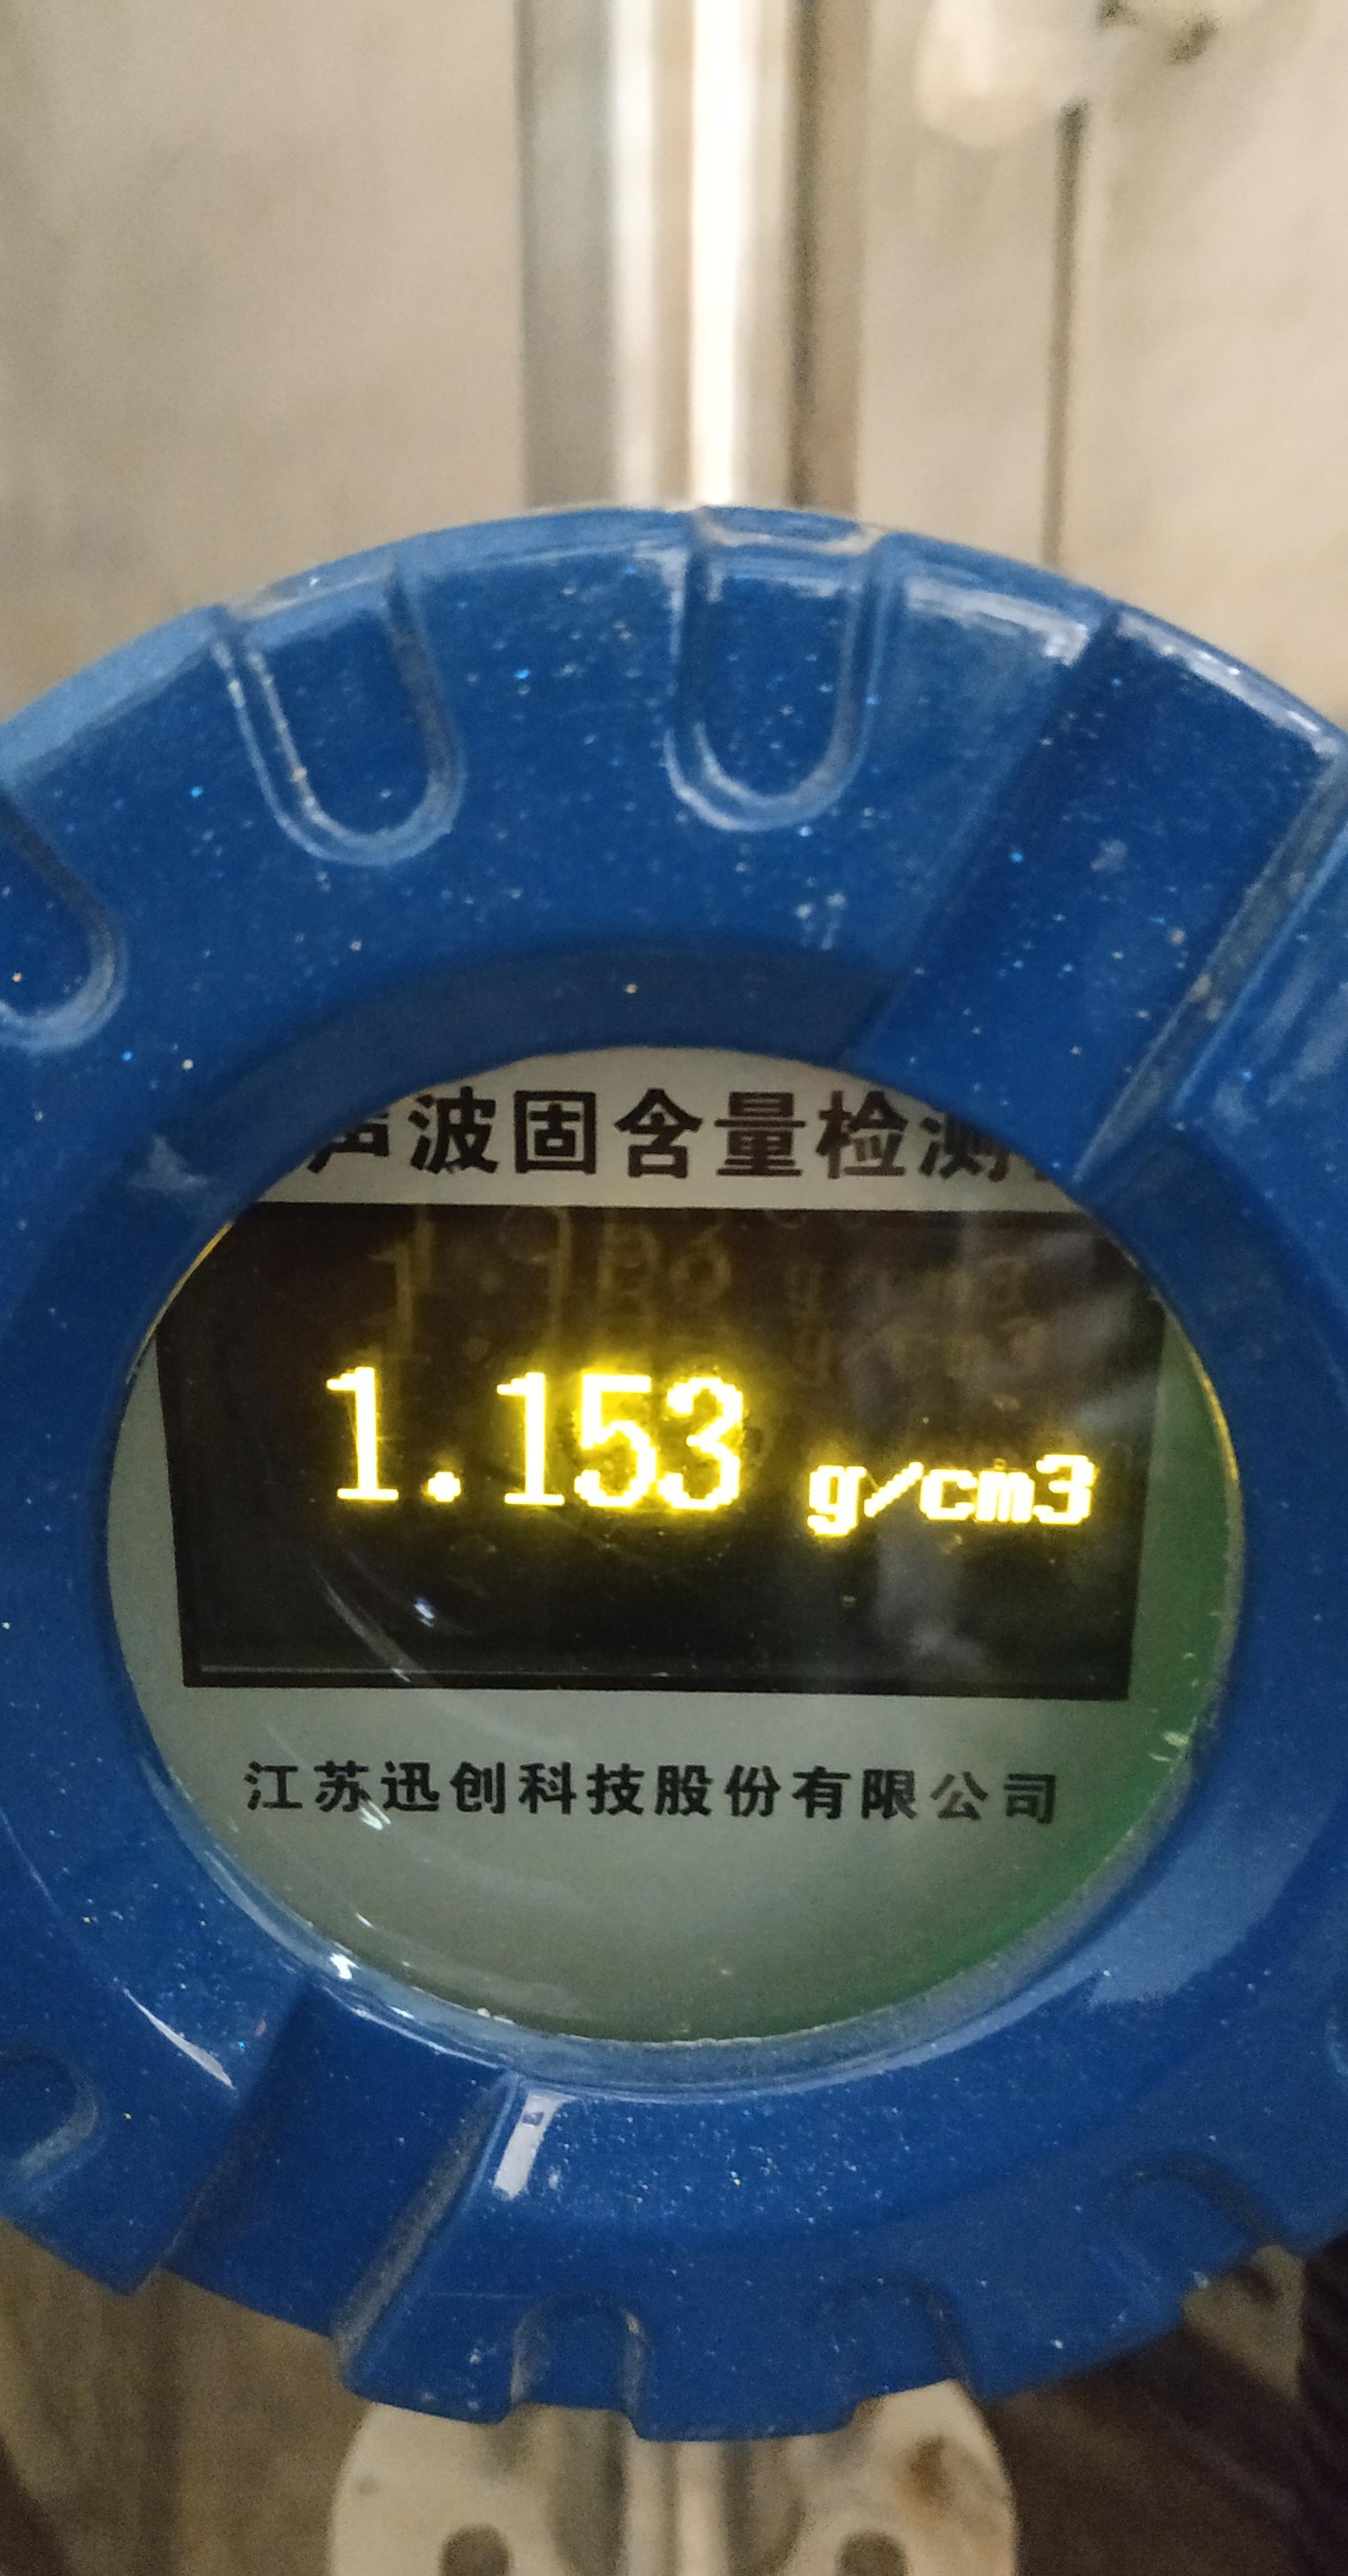 声波固含量检测
1.153 g/cm3
江苏迅创科技股份有限公司